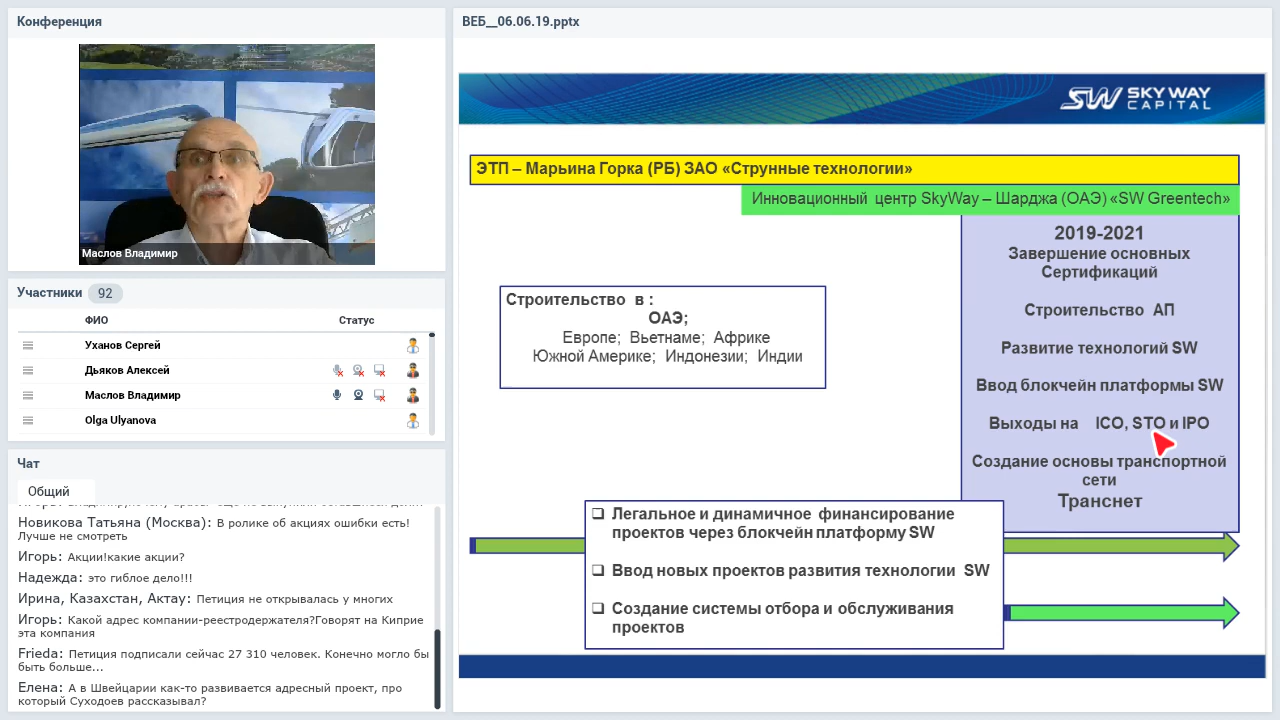 Конференция
Маслов Владимир
Участники 92
ФИО Статус
Уханов Сергей
Дьяков Алексей
Маслов Владимир
Olga Ulyanova
Чат
Общий
Новикова Татьяна (Москва): В ролике об акциях ошибки есть!
Лучше не смотреть
Игорь: Акции!какие акции?
Надежда: это гиблое дело!!!
Ирина, Казахстан, Актау: Петиция не открывалась у многих
Игорь: Какой адрес компании-реестродержателя?Говорят на Киприе
эта компания
Frieda: Петиция подписали сейчас 27 310 человек. Конечно могло бы
быть больше...
Елена: А в Швейцарии как-то развивается адресный проект, про
который Суходоев рассказывал?
ВЕБ__06.06.19.pptx
SW SKY WAY
CAPITAL
ЭТП – Марьина Горка (РБ) ЗАО «Струнные технологии»
Инновационный центр SkyWay – Шарджа (ОАЭ) «SW Greentech»
2019-2021
Завершение основных
Сертификаций
Строительство АП
Развитие технологий SW
Ввод блокчейн платформы SW
Выходы на ICO, STO и IPO
Создание основы транспортной
сети
Транснет
Строительство в :
ОАЭ;
Европе; Вьетнаме; Африке
Южной Америке; Индонезии; Индии
Легальное и динамичное финансирование
проектов через блокчейн платформу SW
Ввод новых проектов развития технологии SW
Создание системы отбора и обслуживания
проектов